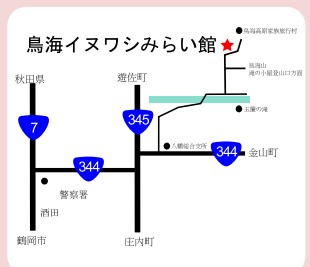 鳥海高原家族旅行村
鳥海イヌワシみらい館
鳥海山
滝の小屋登山口方面
秋田県
遊佐町
玉簾の滝
7
345
八幡総合支所
344
金山町
344
警察署
酒田
鶴岡市
庄内町